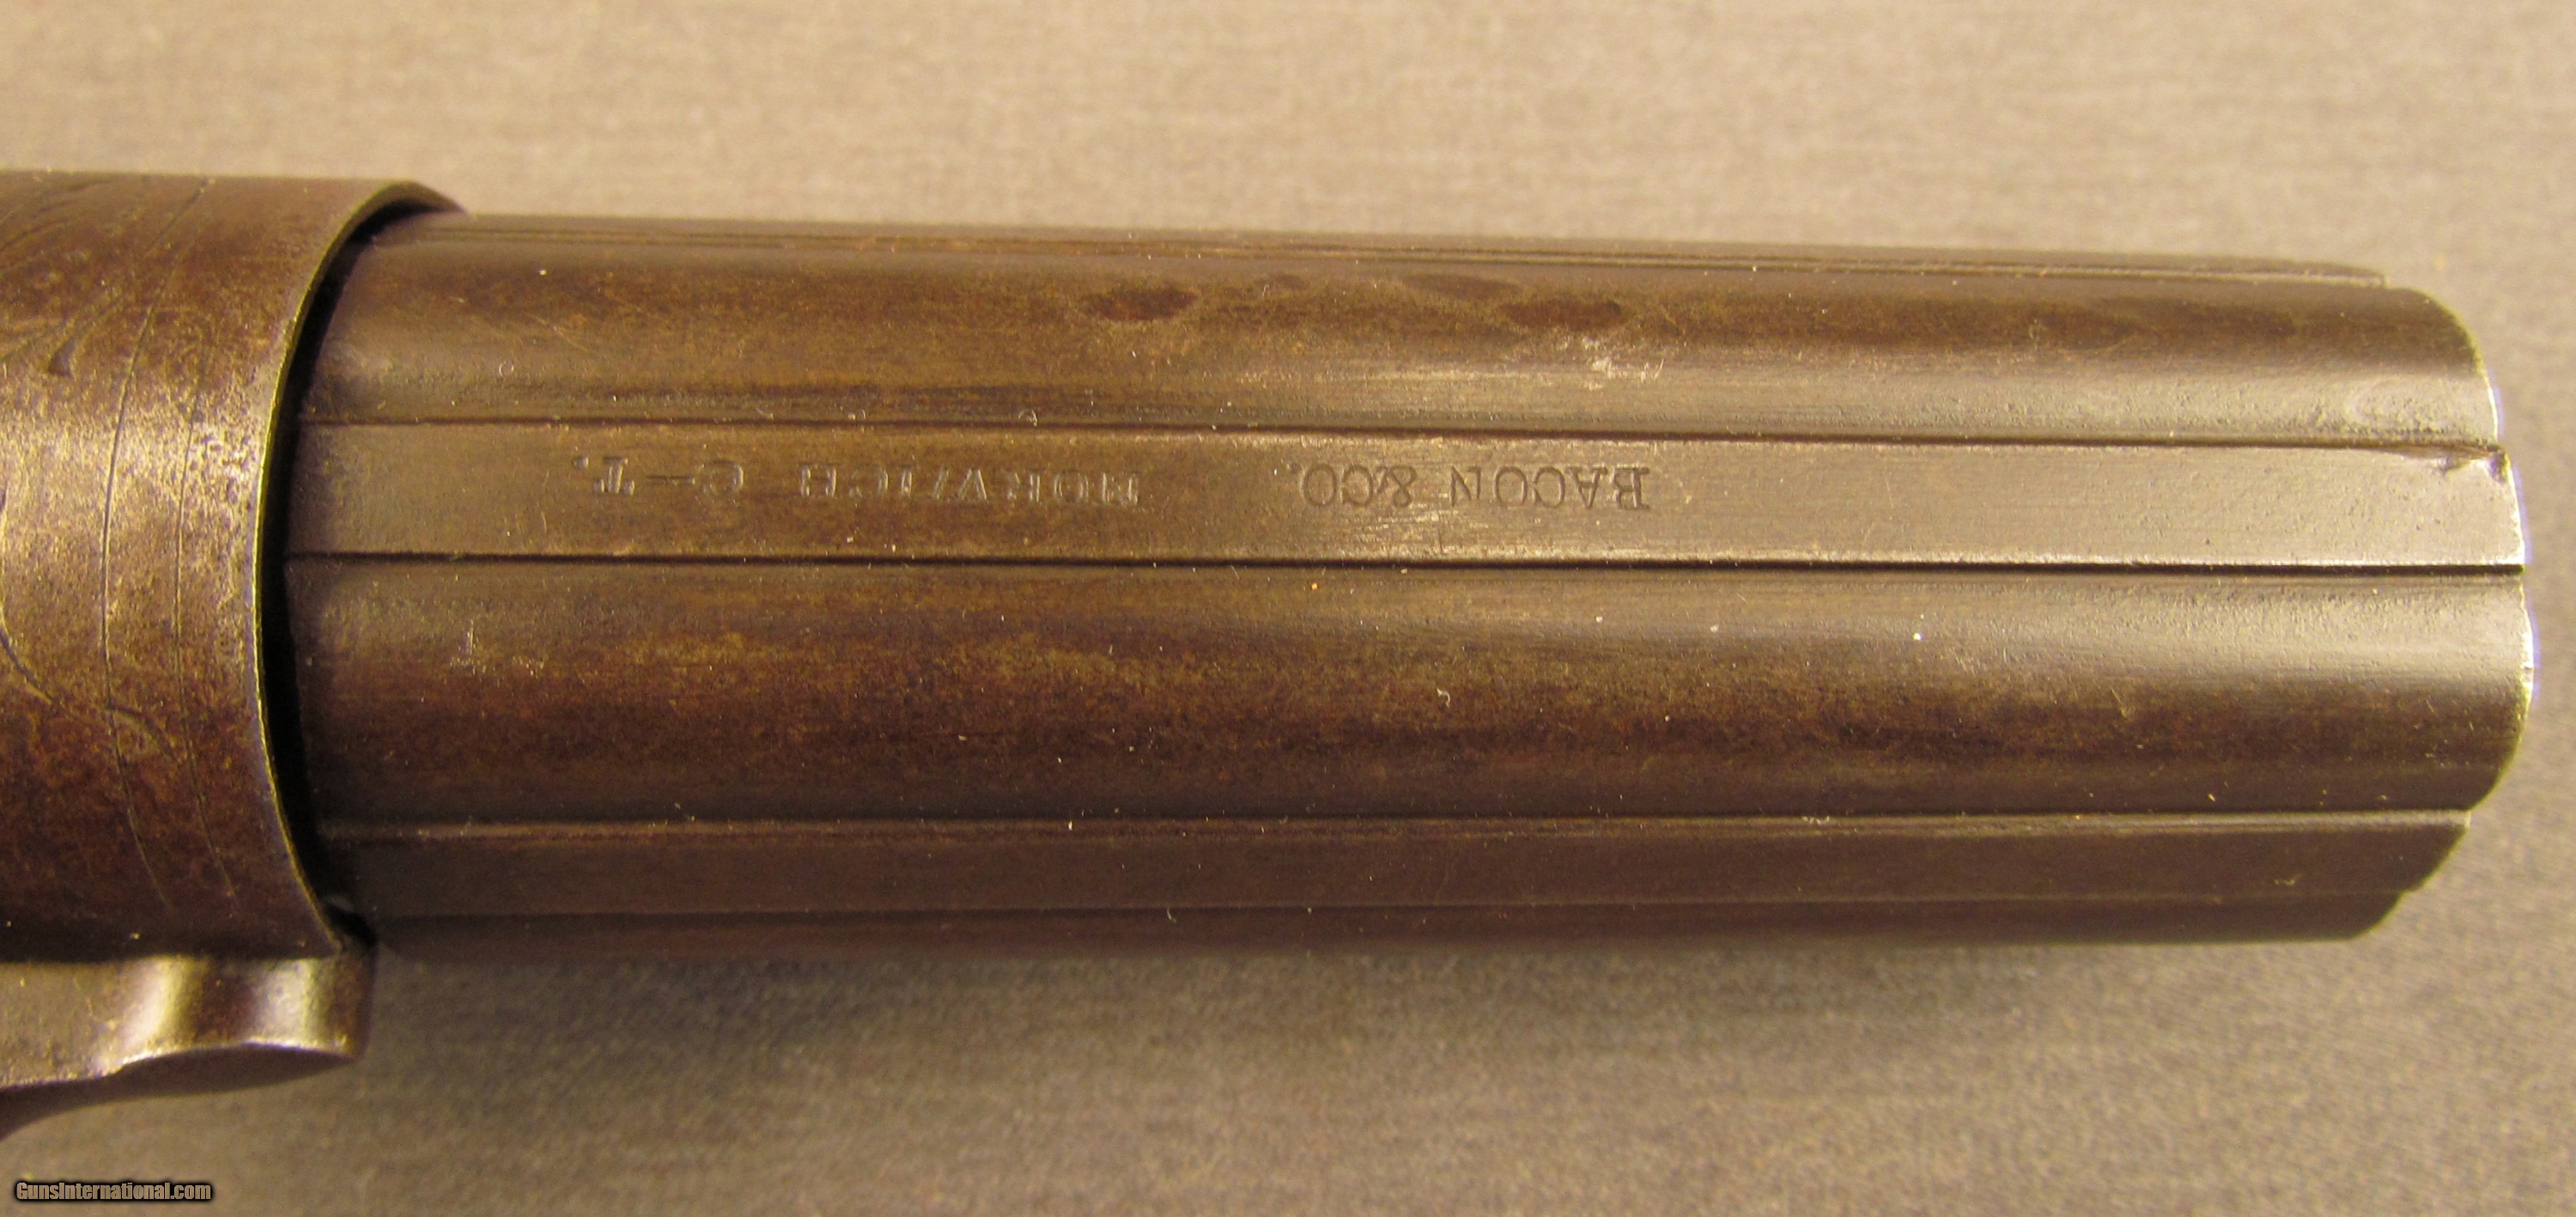 BACON & CO. NORWICH C-T.
GunsInternational.com